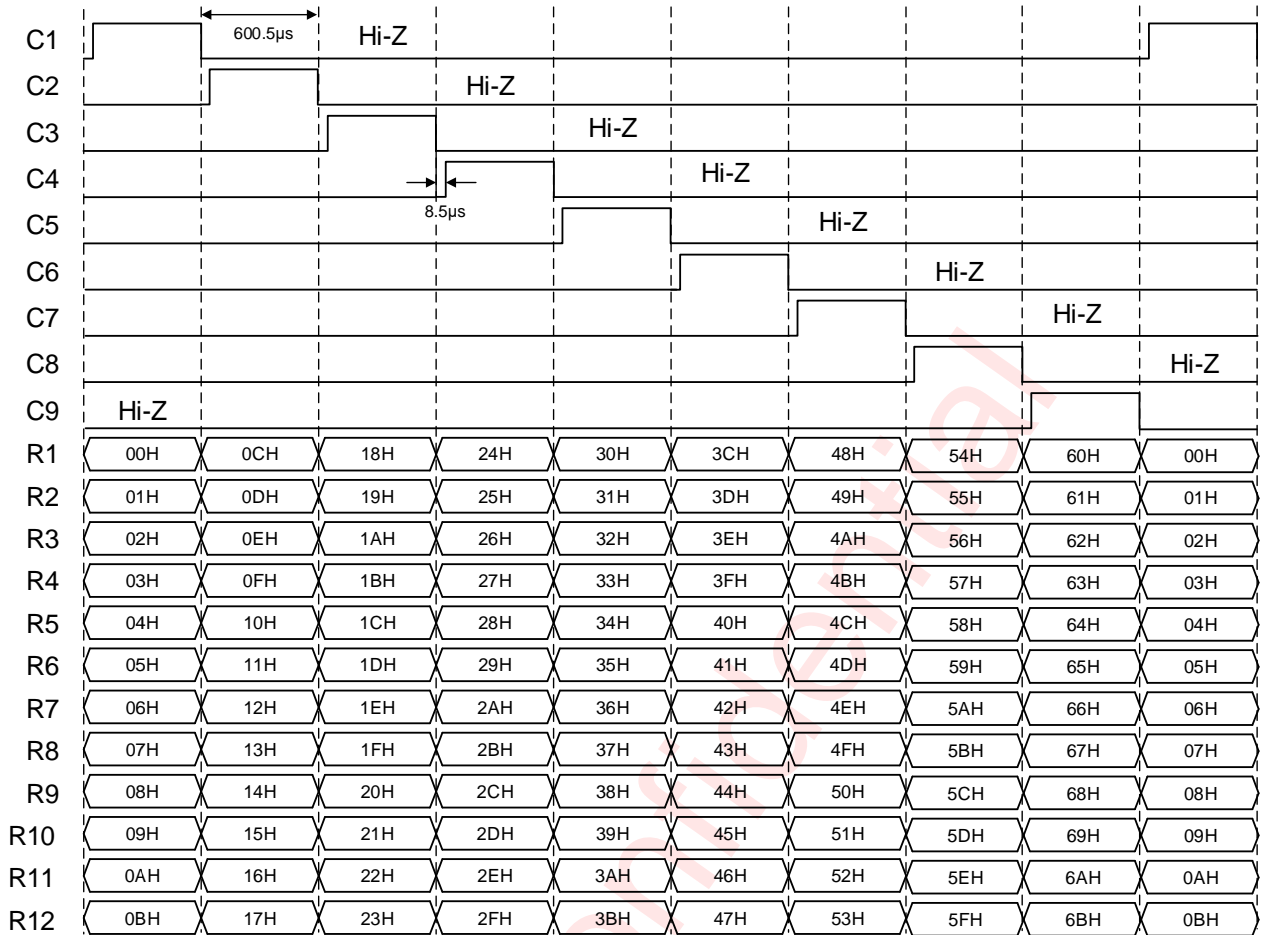 C1 600.5µs Hi-Z
C2 Hi-Z
C3 Hi-Z
C4 Hi-Z
8.5µs
C5 Hi-Z
C6 Hi-Z
C7 Hi-Z
C8 Hi-Z
C9 Hi-Z
R1 00H 0CH 18H 24H 30H 3CH 48H 54H 60H 00H
R2 01H 0DH 19H 25H 31H 3DH 49H 55H 61H 01H
R3 02H 0EH 1AH 26H 32H 3EH 4AH 56H 62H 02H
R4 03H 0FH 1BH 27H 33H 3FH 4BH 57H 63H 03H
R5 04H 10H 1CH 28H 34H 40H 4CH 58H 64H 04H
R6 05H 11H 1DH 29H 35H 41H 4DH 59H 65H 05H
R7 06H 12H 1EH 2AH 36H 42H 4EH 5AH 66H 06H
R8 07H 13H 1FH 2BH 37H 43H 4FH 5BH 67H 07H
R9 08H 14H 20H 2CH 38H 44H 50H 5CH 68H 08H
R10 09H 15H 21H 2DH 39H 45H 51H 5DH 69H 09H
R11 0AH 16H 22H 2EH 3AH 46H 52H 5EH 6AH 0AH
R12 0BH 17H 23H 2FH 3BH 47H 53H 5FH 6BH 0BH
onfidential